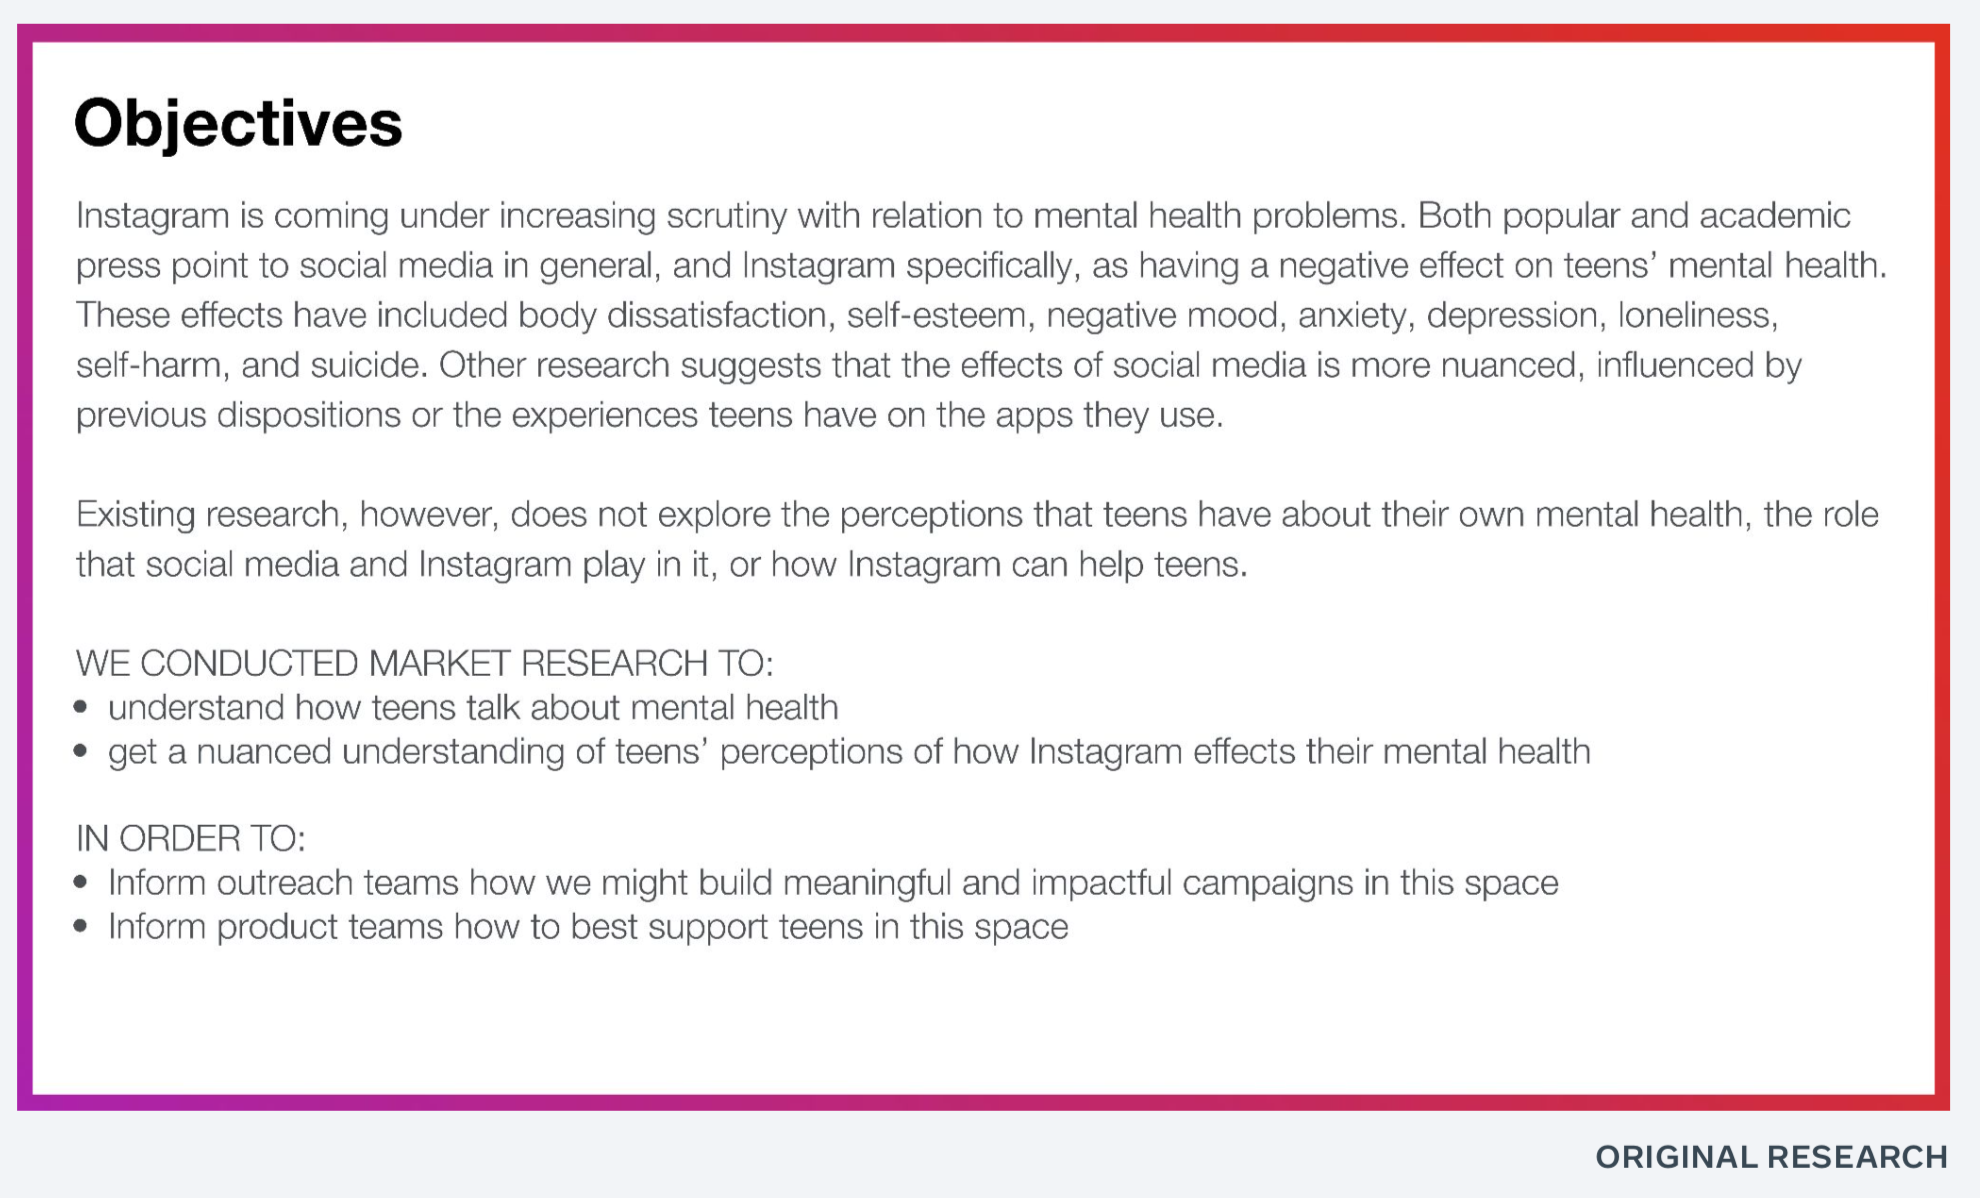 Objectives
Instagram is coming under increasing scrutiny with relation to mental health problems. Both popular and academic
press point to social media in general, and Instagram specifically, as having a negative effect on teens’ mental health.
These effects have included body dissatisfaction, self-esteem, negative mood, anxiety, depression, loneliness,
self-harm, and suicide. Other research suggests that the effects of social media is more nuanced, influenced by
previous dispositions or the experiences teens have on the apps they use.
Existing research, however, does not explore the perceptions that teens have about their own mental health, the role
that social media and Instagram play in it, or how Instagram can help teens.
WE CONDUCTED MARKET RESEARCH TO:
• understand how teens talk about mental health
• get a nuanced understanding of teens’ perceptions of how Instagram effects their mental health
IN ORDER TO:
• Inform outreach teams how we might build meaningful and impactful campaigns in this space
• Inform product teams how to best support teens in this space
ORIGINAL RESEARCH